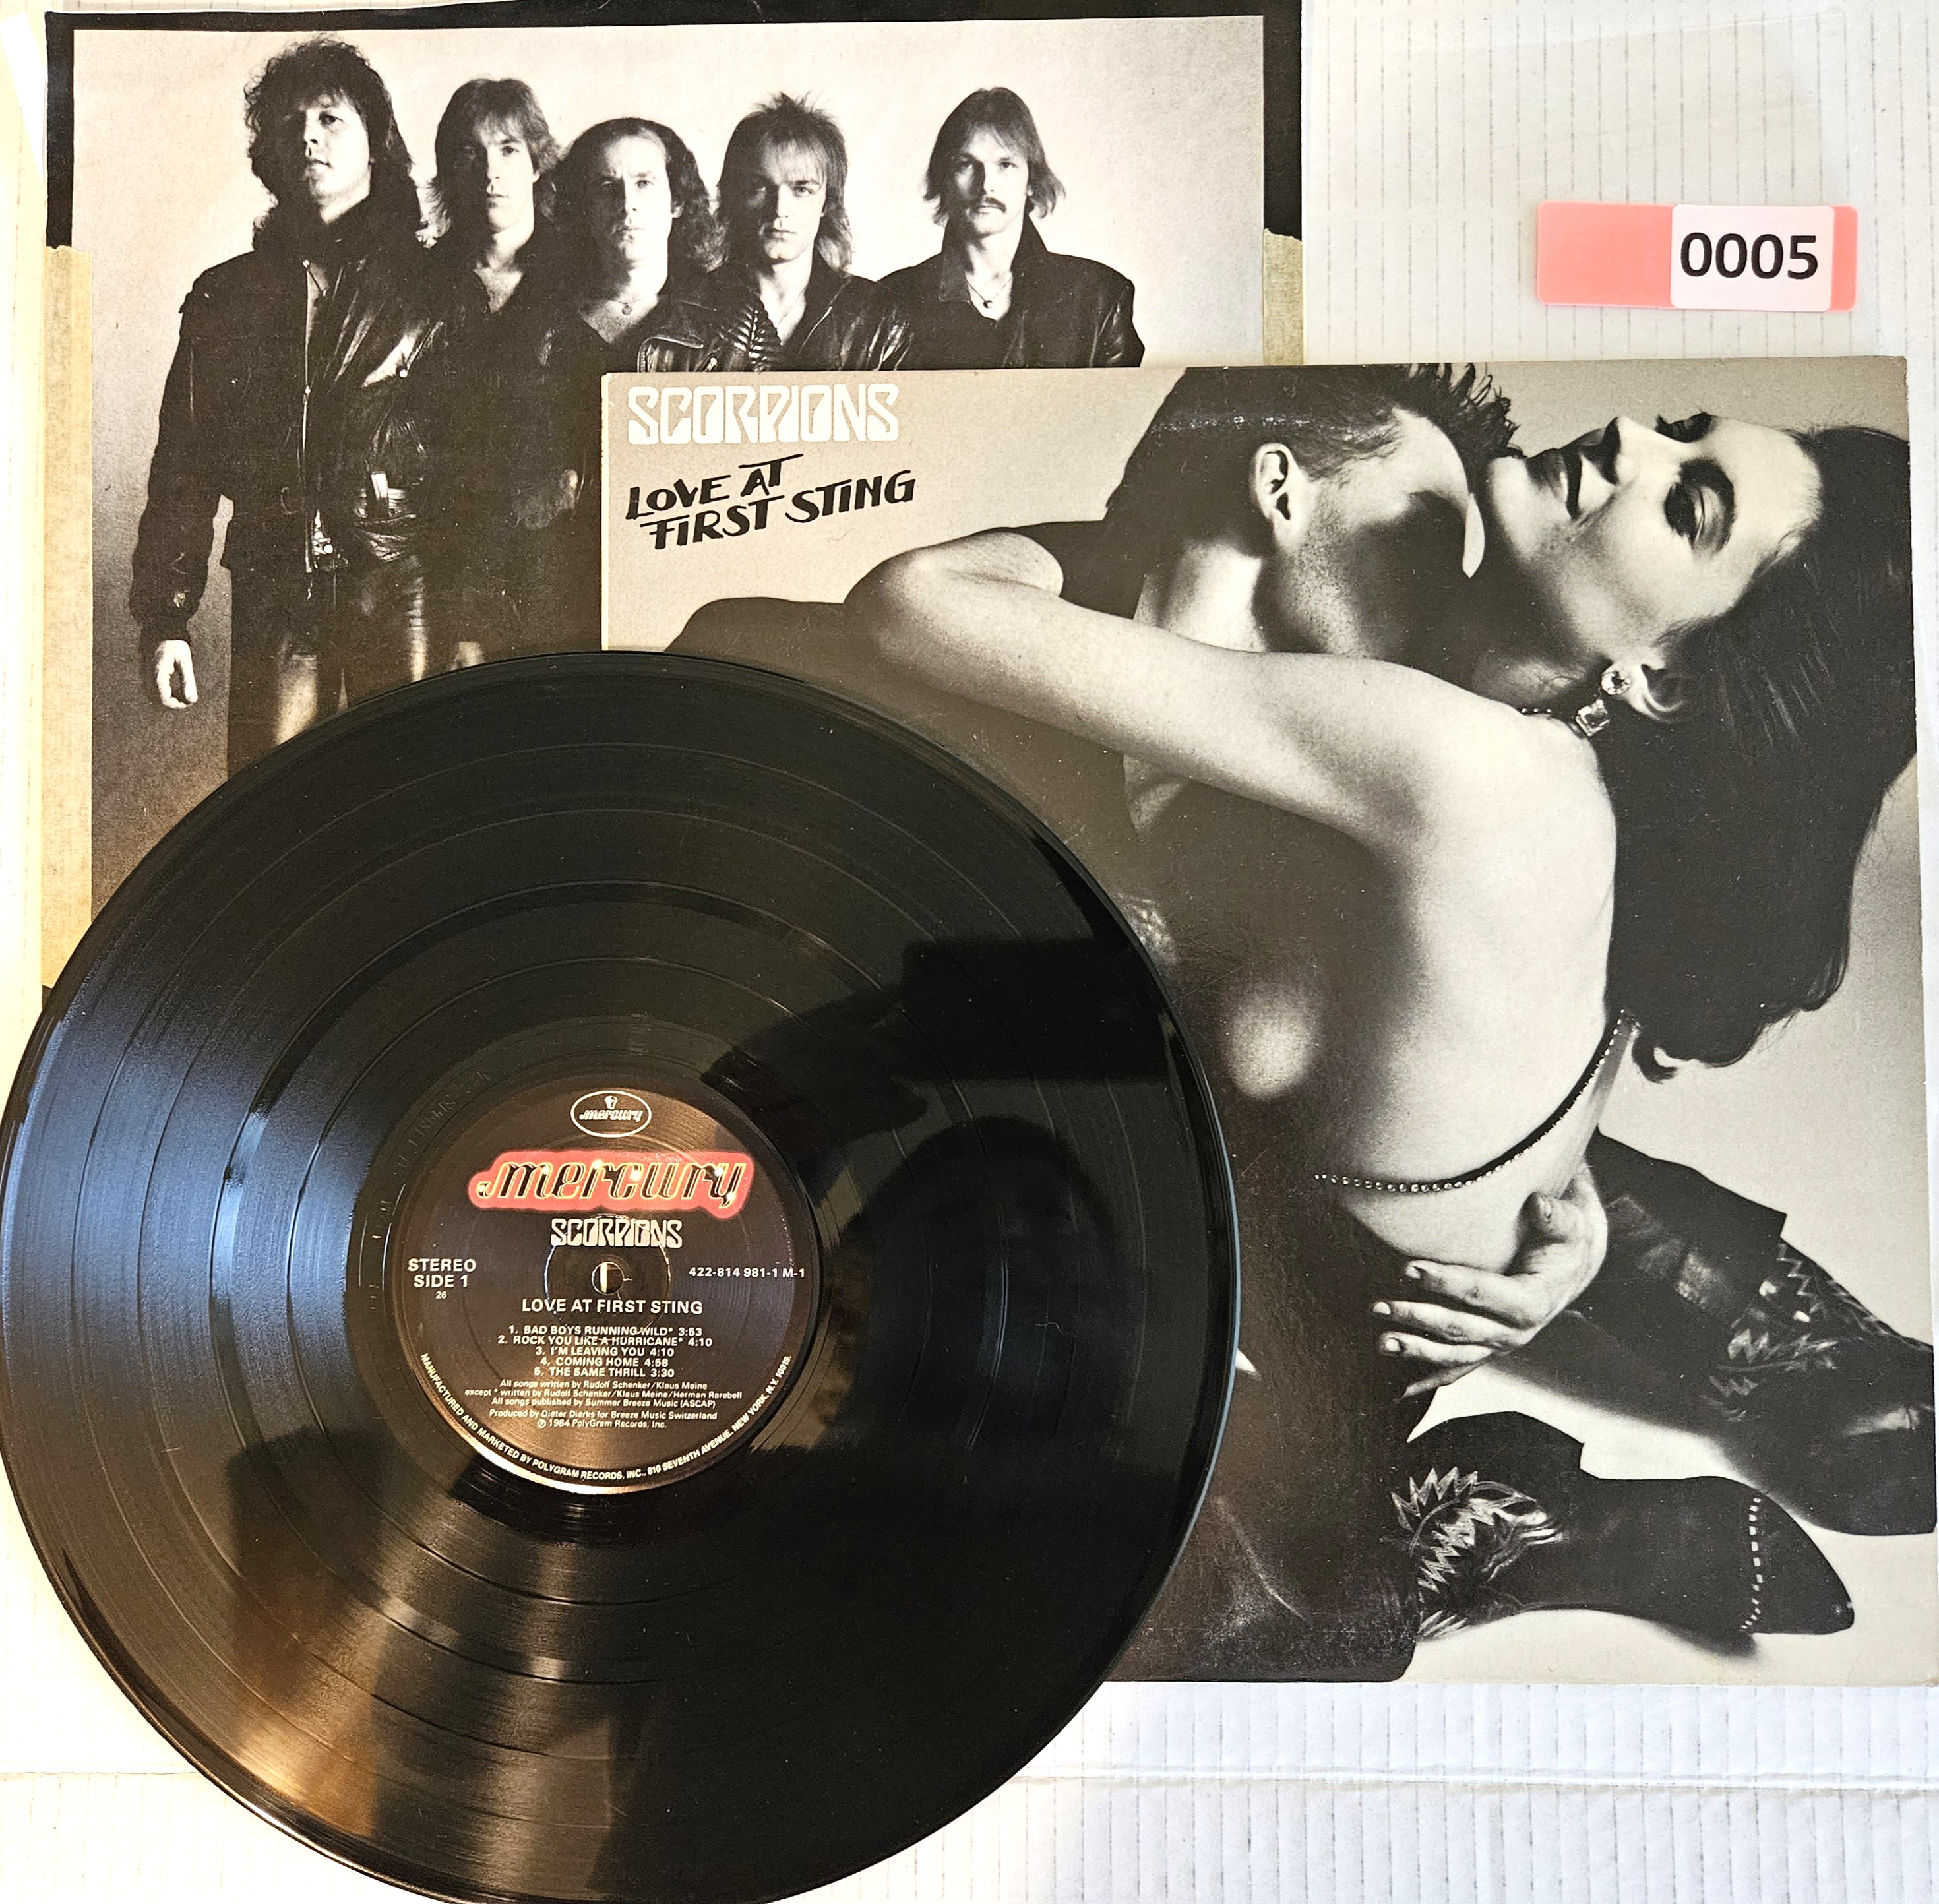 0005
SCORPIONS
LOVE AT
FIRST STING
mercury
mercury
SCORPIONS
STEREO
SIDE 1
26
422-814 981-1 M-1
LOVE AT FIRST STING
1. BAD BOYS RUNNING WILD* 3:53
2. ROCK YOU LIKE A HURRICANE* 4:10
3. I'M LEAVING YOU 4:10
4. COMING HOME 4:58
5. THE SAME THRILL 3:30
All songs written by Rudolf Schenker/Klaus Meine
except * written by Rudolf Schenker/Klaus Meine/Herman Rarebell
All songs published by Summer Breeze Music (ASCAP)
Produced by Dieter Dierks for Breeze Music Switzerland
℗ 1984 PolyGram Records, Inc.
MANUFACTURED AND MARKETED BY POLYGRAM RECORDS, INC., 810 SEVENTH AVENUE, NEW YORK, N.Y. 10019.